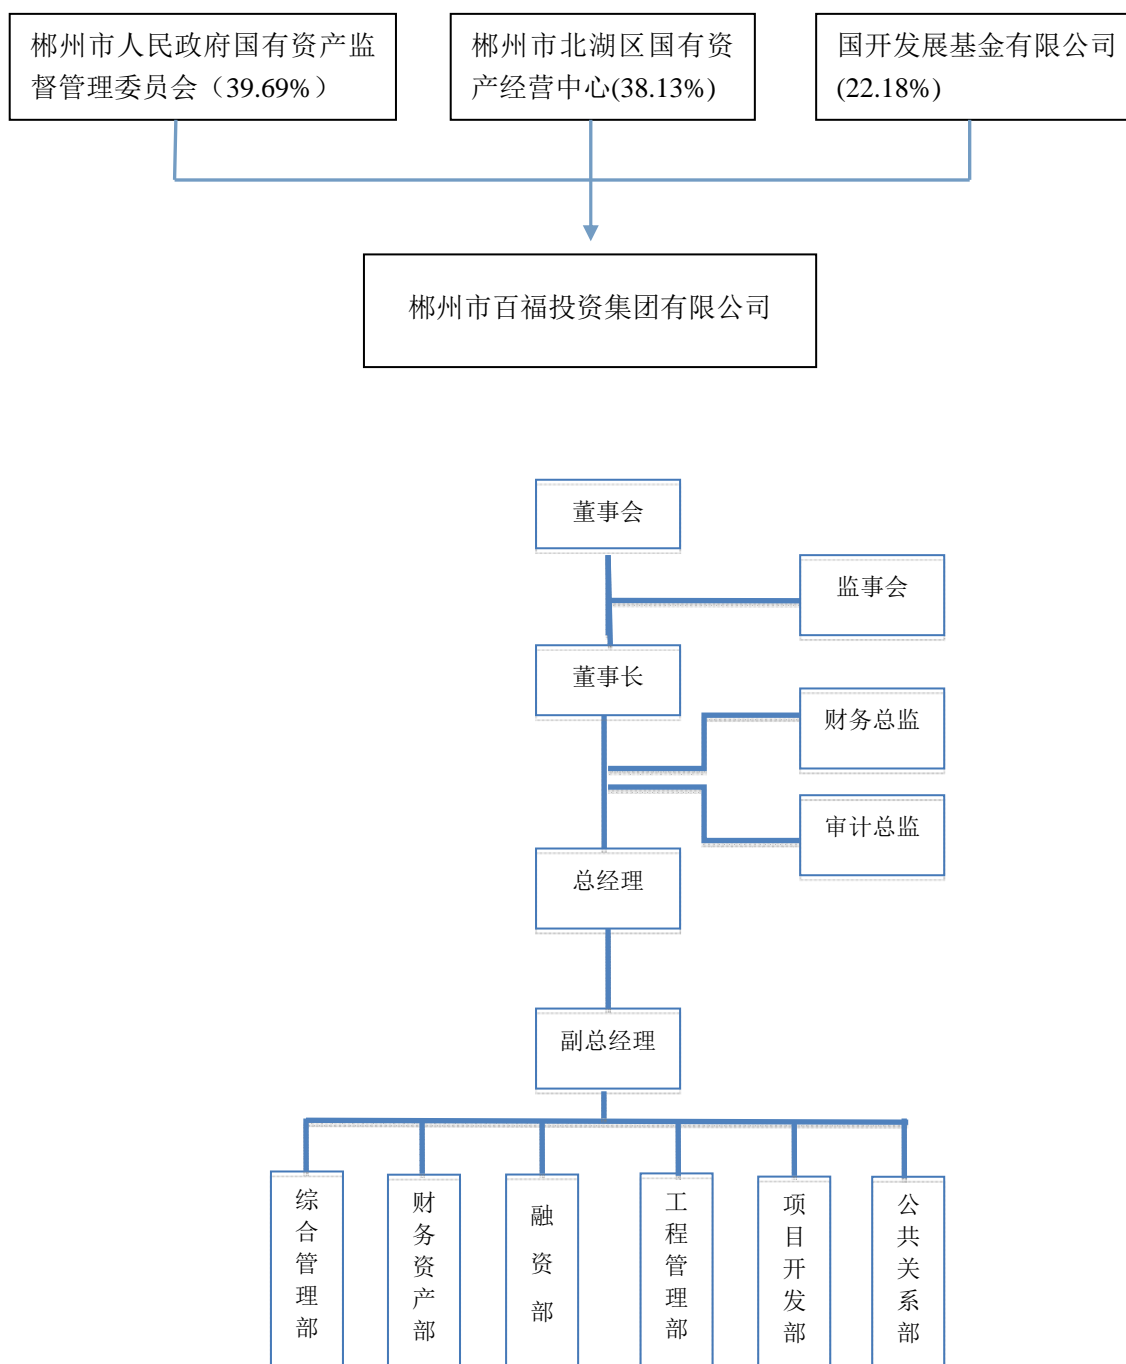 郴州市人民政府国有资产监
督管理委员会（39.69%）
郴州市北湖区国有资
产经营中心(38.13%)
国开发展基金有限公司
(22.18%)
郴州市百福投资集团有限公司
董事会
监事会
董事长
财务总监
审计总监
总经理
副总经理
综合管理部
财务资产部
融资部
工程管理部
项目开发部
公共关系部